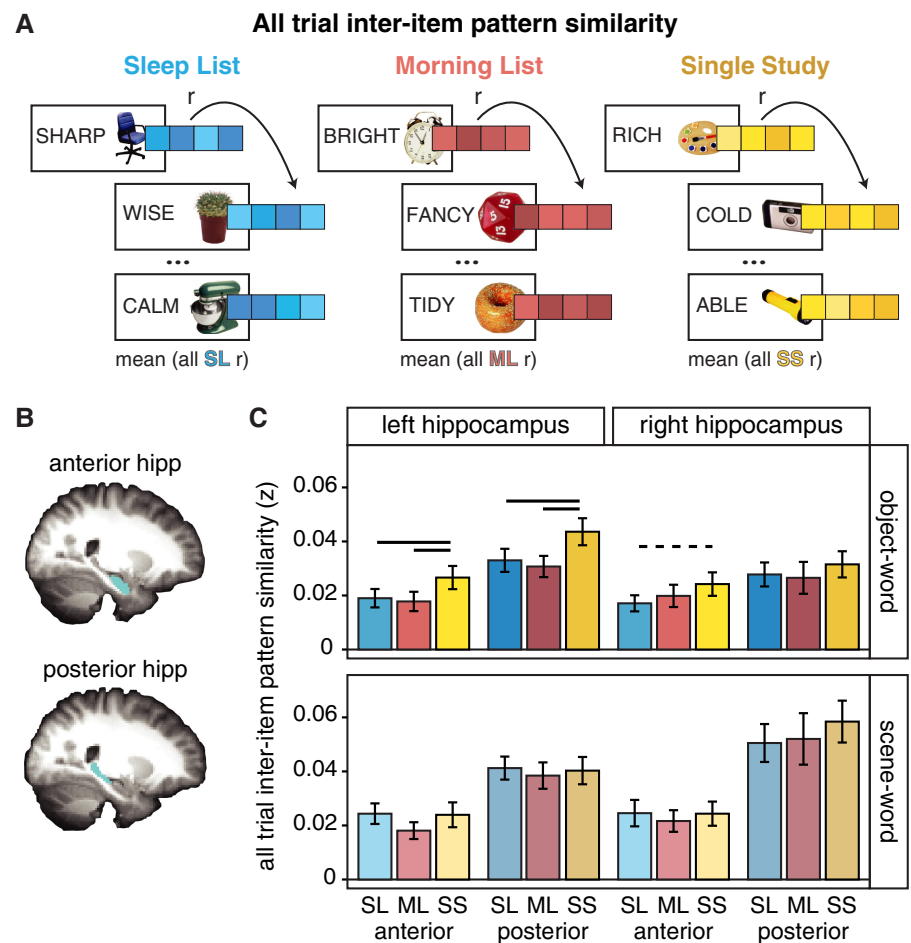 A
All trial inter-item pattern similarity
Sleep List
Morning List
Single Study
r
r
r
SHARP
BRIGHT
RICH
WISE
FANCY
COLD
5
15
13
...
...
...
CALM
TIDY
ABLE
mean (all SL r)
mean (all ML r)
mean (all SS r)
B
anterior hipp
posterior hipp
C
left hippocampus
right hippocampus
all trial inter-item pattern similarity (z)
0.06
0.04
0.02
0
object-word
0.06
0.04
0.02
0
scene-word
SL ML SS SL ML SS SL ML SS SL ML SS
anterior posterior anterior posterior